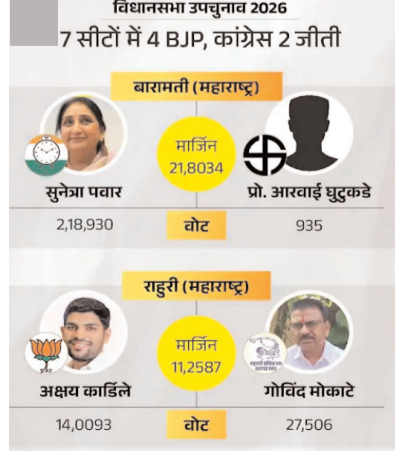 विधानसभा उपचुनाव 2026
7 सीटों में 4 BJP, कांग्रेस 2 जीती
बारामती (महाराष्ट्र)
मार्जिन
21,8034
सुनेत्रा पवार
प्रो. आरवाई घुटुकडे
2,18,930
वोट
935
राहुरी (महाराष्ट्र)
मार्जिन
11,2587
अक्षय कार्डिले
गोविंद मोकाटे
14,0093
वोट
27,506